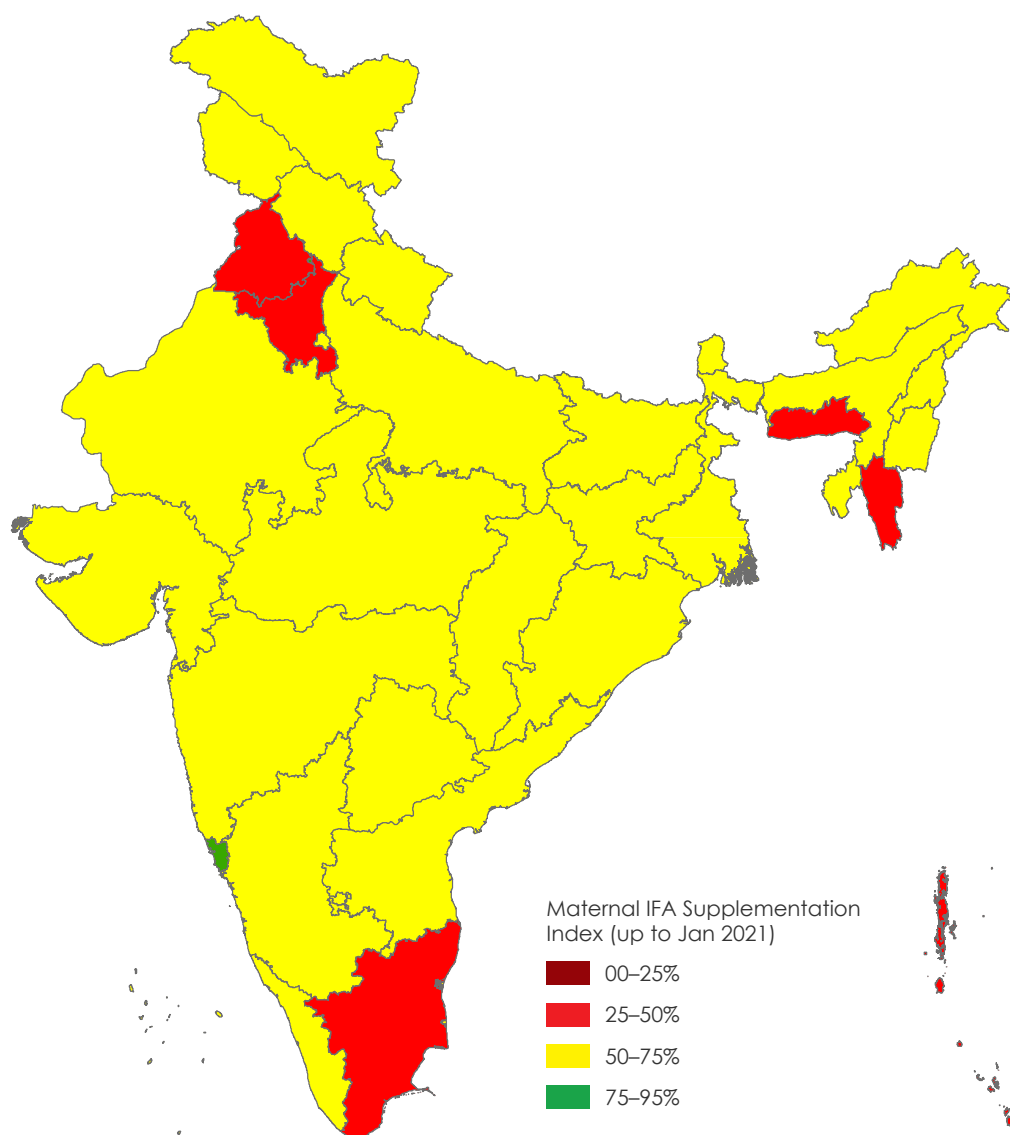 Maternal IFA Supplementation
Index (up to Jan 2021)
00–25%
25–50%
50–75%
75–95%